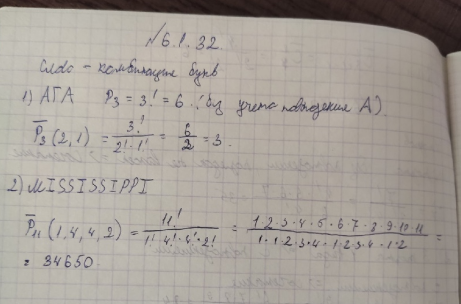 №6.1.32.
Слово - комбинация букв
1) АГА P₃ = 3! = 6. (без учета повторения А).
P̅₃(2,1) = 3!/(2!·1!) = 6/2 = 3.
2) MISSISSIPPI
P̅₁₁(1,4,4,2) = 11!/(1!·4!·4!·2!) = 1·2·3·4·5·6·7·8·9·10·11/(1·1·2·3·4·1·2·3·4·1·2) =
= 34650.